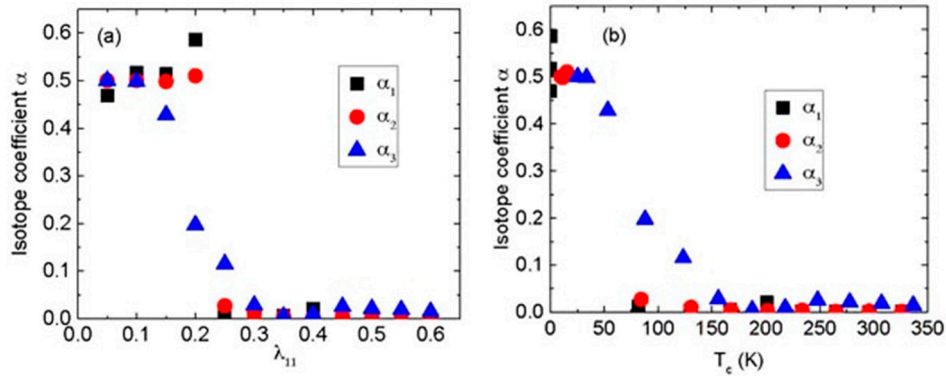 (a)
Isotope coefficient α
0.6
0.5
0.4
0.3
0.2
0.1
0.0
α₁
α₂
α₃
0.0 0.1 0.2 0.3 0.4 0.5 0.6
λ₁₁
(b)
Isotope coefficient α
0.6
0.5
0.4
0.3
0.2
0.1
0.0
α₁
α₂
α₃
0 50 100 150 200 250 300 350
T_c (K)